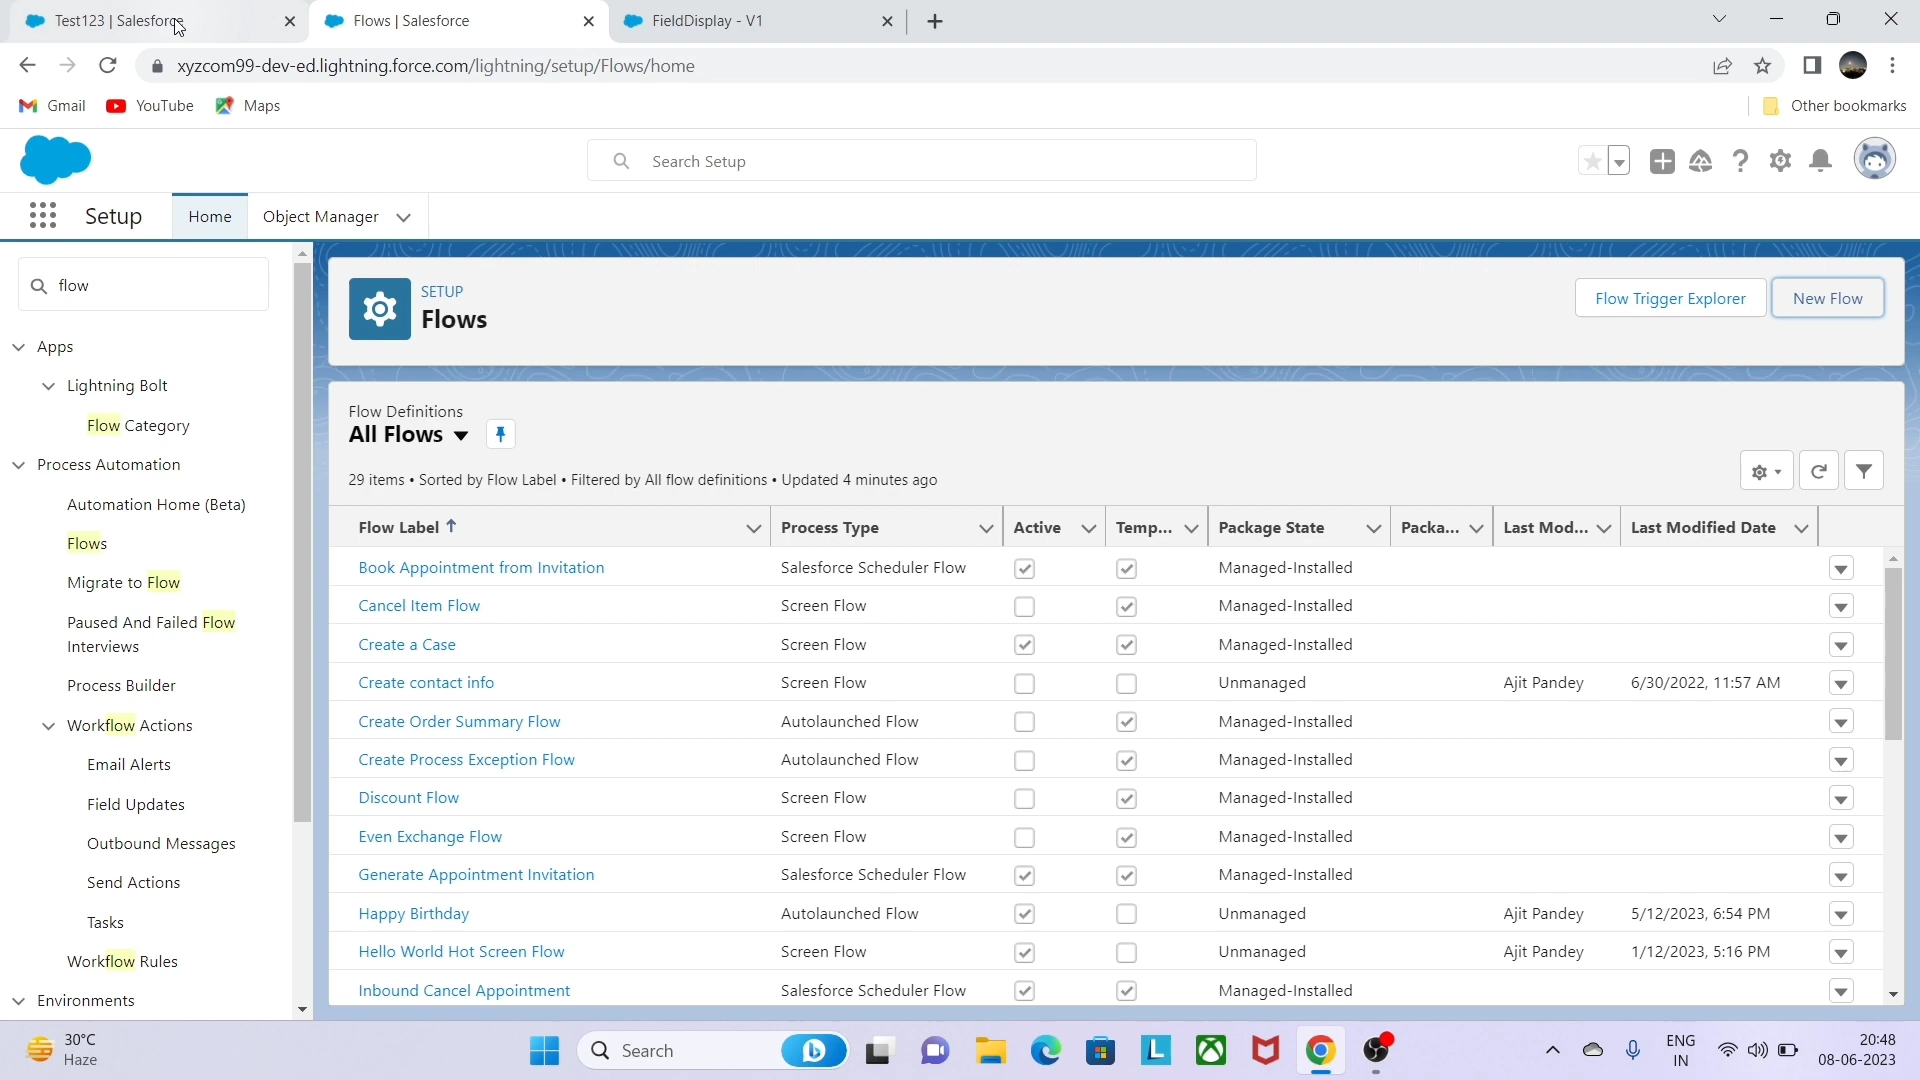 Test123 | Salesforce
Flows | Salesforce
FieldDisplay - V1
xyzcom99-dev-ed.lightning.force.com/lightning/setup/Flows/home
Gmail
YouTube
Maps
Other bookmarks
Search Setup
Setup
Home
Object Manager
flow
Apps
Lightning Bolt
Flow Category
Process Automation
Automation Home (Beta)
Flows
Migrate to Flow
Paused And Failed Flow
Interviews
Process Builder
Workflow Actions
Email Alerts
Field Updates
Outbound Messages
Send Actions
Tasks
Workflow Rules
Environments
SETUP
Flows
Flow Trigger Explorer
New Flow
Flow Definitions
All Flows
29 items • Sorted by Flow Label • Filtered by All flow definitions • Updated 4 minutes ago
Flow Label Process Type Active Temp... Package State Packa... Last Mod... Last Modified Date
Book Appointment from Invitation Salesforce Scheduler Flow Managed-Installed
Cancel Item Flow Screen Flow Managed-Installed
Create a Case Screen Flow Managed-Installed
Create contact info Screen Flow Unmanaged Ajit Pandey 6/30/2022, 11:57 AM
Create Order Summary Flow Autolaunched Flow Managed-Installed
Create Process Exception Flow Autolaunched Flow Managed-Installed
Discount Flow Screen Flow Managed-Installed
Even Exchange Flow Screen Flow Managed-Installed
Generate Appointment Invitation Salesforce Scheduler Flow Managed-Installed
Happy Birthday Autolaunched Flow Unmanaged Ajit Pandey 5/12/2023, 6:54 PM
Hello World Hot Screen Flow Screen Flow Unmanaged Ajit Pandey 1/12/2023, 5:16 PM
Inbound Cancel Appointment Salesforce Scheduler Flow Managed-Installed
30°C
Haze
Search
ENG
IN
20:48
08-06-2023